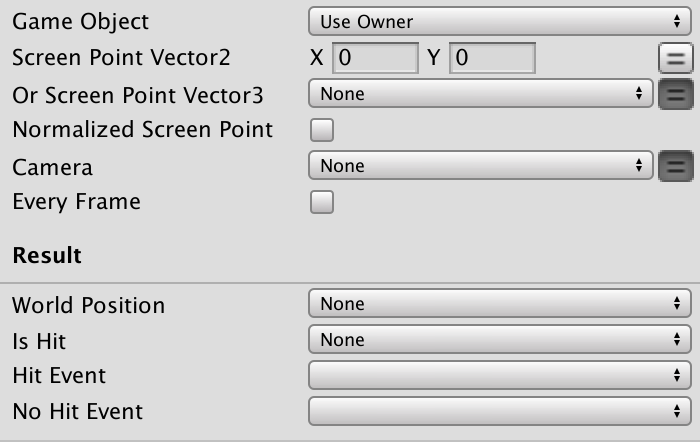 Game Object Use Owner
Screen Point Vector2 X 0 Y 0
Or Screen Point Vector3 None
Normalized Screen Point
Camera None
Every Frame
Result
World Position None
Is Hit None
Hit Event
No Hit Event